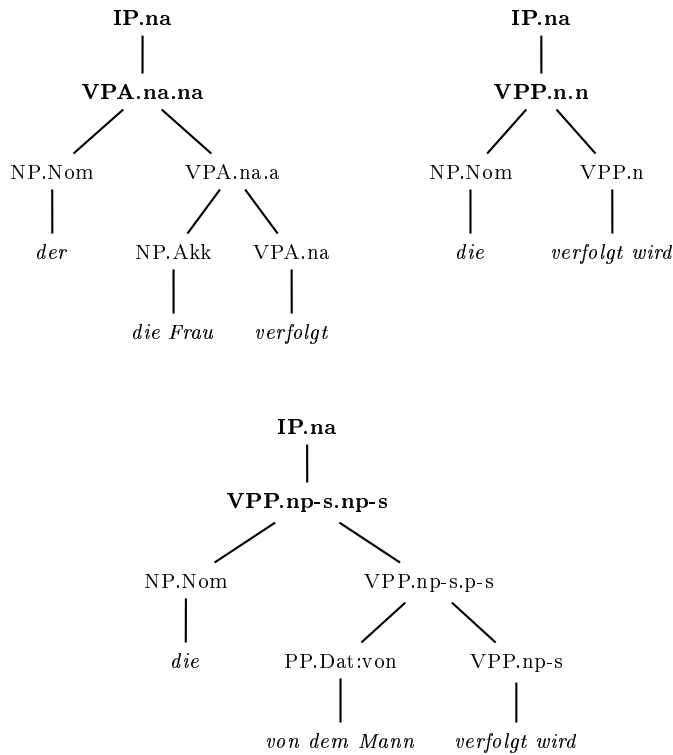 IP.na IP.na
VPA.na.na VPP.n.n
NP.Nom VPA.na.a NP.Nom VPP.n
der NP.Akk VPA.na die verfolgt wird
die Frau verfolgt
IP.na
VPP.np-s.np-s
NP.Nom VPP.np-s.p-s
die PP.Dat:von VPP.np-s
von dem Mann verfolgt wird